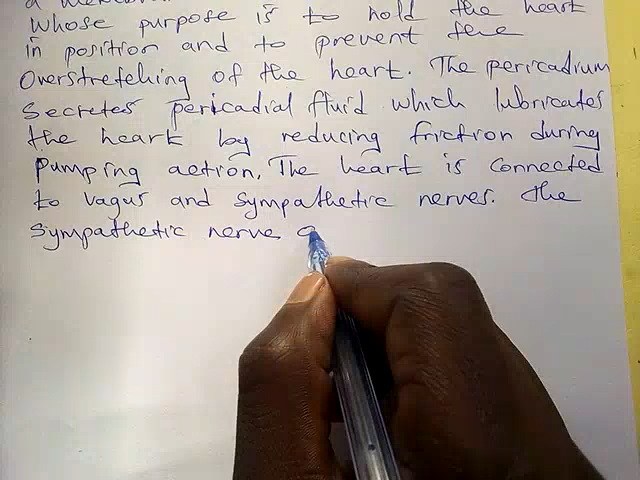 whose purpose is to hold the heart
in position and to prevent the
Overstretching of the heart. The pericadium
secretes pericadial fluid which lubricates
the heart by reducing friction during
pumping action. The heart is connected
to vagus and sympathetic nerves. The
sympathetic nerve